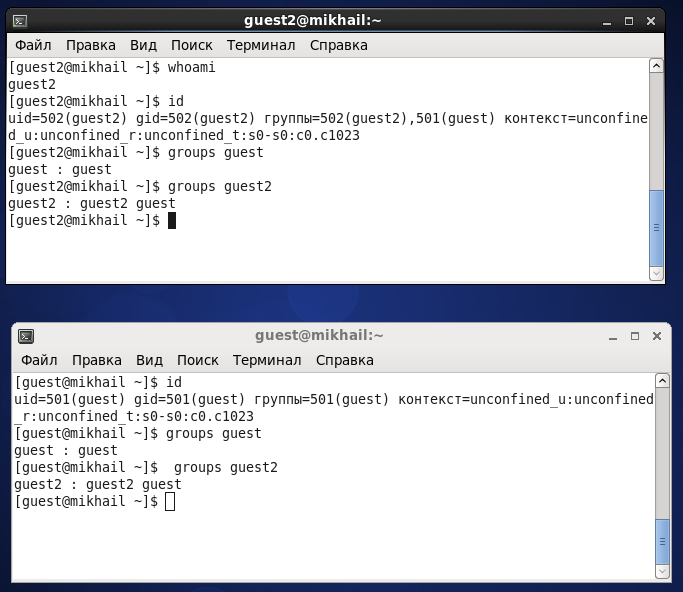 guest2@mikhail:~
Файл Правка Вид Поиск Терминал Справка
[guest2@mikhail ~]$ whoami
guest2
[guest2@mikhail ~]$ id
uid=502(guest2) gid=502(guest2) группы=502(guest2),501(guest) контекст=unconfine
d_u:unconfined_r:unconfined_t:s0-s0:c0.c1023
[guest2@mikhail ~]$ groups guest
guest : guest
[guest2@mikhail ~]$ groups guest2
guest2 : guest2 guest
[guest2@mikhail ~]$
guest@mikhail:~
Файл Правка Вид Поиск Терминал Справка
[guest@mikhail ~]$ id
uid=501(guest) gid=501(guest) группы=501(guest) контекст=unconfined_u:unconfined
_r:unconfined_t:s0-s0:c0.c1023
[guest@mikhail ~]$ groups guest
guest : guest
[guest@mikhail ~]$  groups guest2
guest2 : guest2 guest
[guest@mikhail ~]$